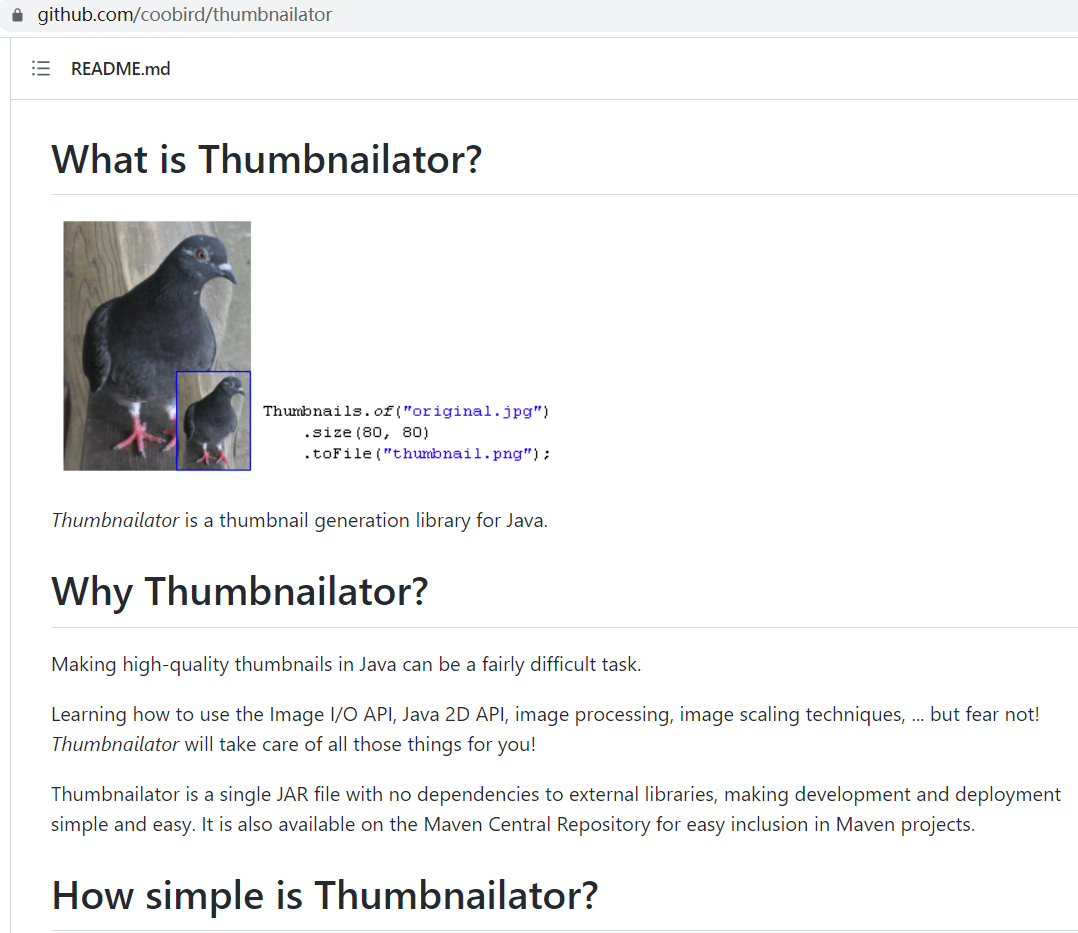 github.com/coobird/thumbnailator
README.md
What is Thumbnailator?
Thumbnails.of("original.jpg")
.size(80, 80)
.toFile("thumbnail.png");
Thumbnailator is a thumbnail generation library for Java.
Why Thumbnailator?
Making high-quality thumbnails in Java can be a fairly difficult task.
Learning how to use the Image I/O API, Java 2D API, image processing, image scaling techniques, ... but fear not!
Thumbnailator will take care of all those things for you!
Thumbnailator is a single JAR file with no dependencies to external libraries, making development and deployment
simple and easy. It is also available on the Maven Central Repository for easy inclusion in Maven projects.
How simple is Thumbnailator?